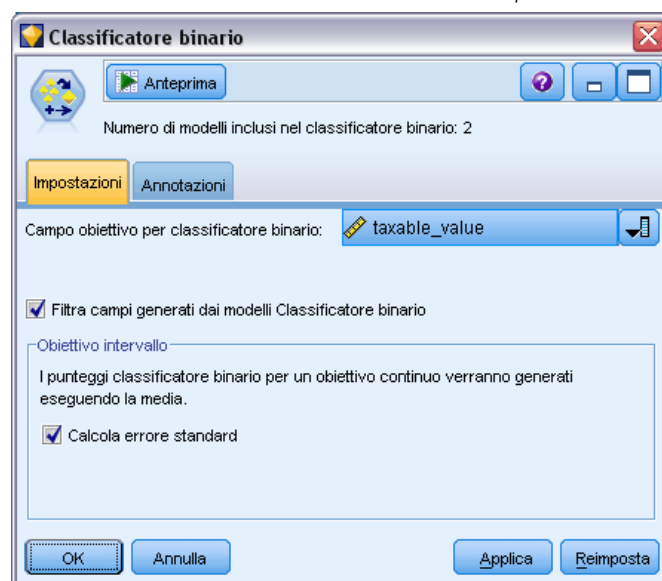 Classificatore binario
Anteprima
Numero di modelli inclusi nel classificatore binario: 2
Impostazioni
Annotazioni
Campo obiettivo per classificatore binario:
taxable_value
Filtra campi generati dai modelli Classificatore binario
Obiettivo intervallo
I punteggi classificatore binario per un obiettivo continuo verranno generati
eseguendo la media.
Calcola errore standard
OK
Annulla
Applica
Reimposta